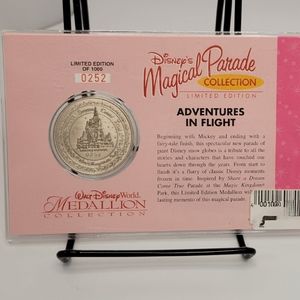 LIMITED EDITION
OF 1000
0252
Walt Disney World.
MEDALLION
COLLECTION
DISNEY'S
Magical Parade
COLLECTION
LIMITED EDITION
ADVENTURES
IN FLIGHT
Beginning with Mickey and ending with a
fairy-tale finish, this spectacular new parade of
giant Disney snow globes is a tribute to all the
stories and characters that have touched our
hearts down through the years. From start to
finish it's a flurry of classic Disney moments
frozen in time. Inspired by Share a Dream
Come True Parade at the Magic Kingdom®
Park, this Limited Edition Medallion will
lasting memento of this magical parade.